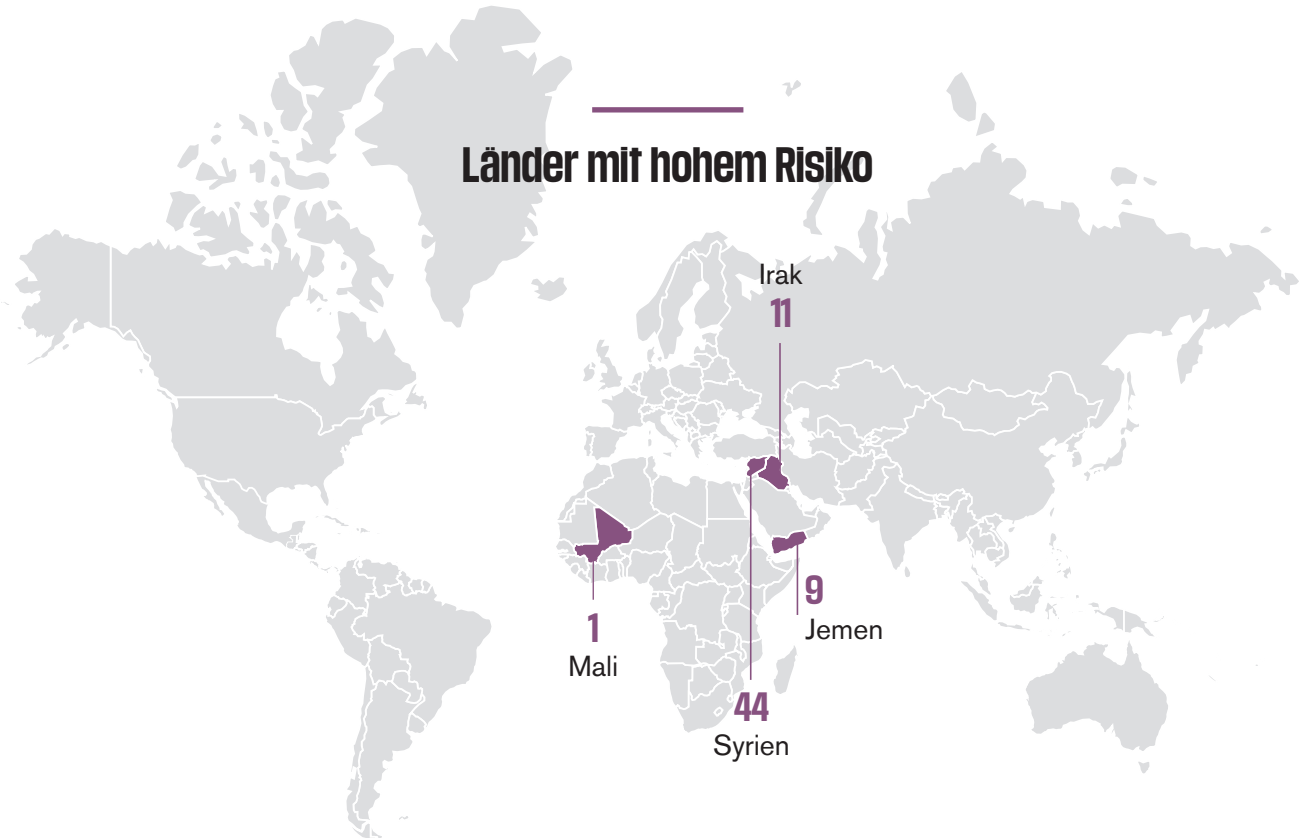 Länder mit hohem Risiko
Irak
11
9
Jemen
1
Mali
44
Syrien